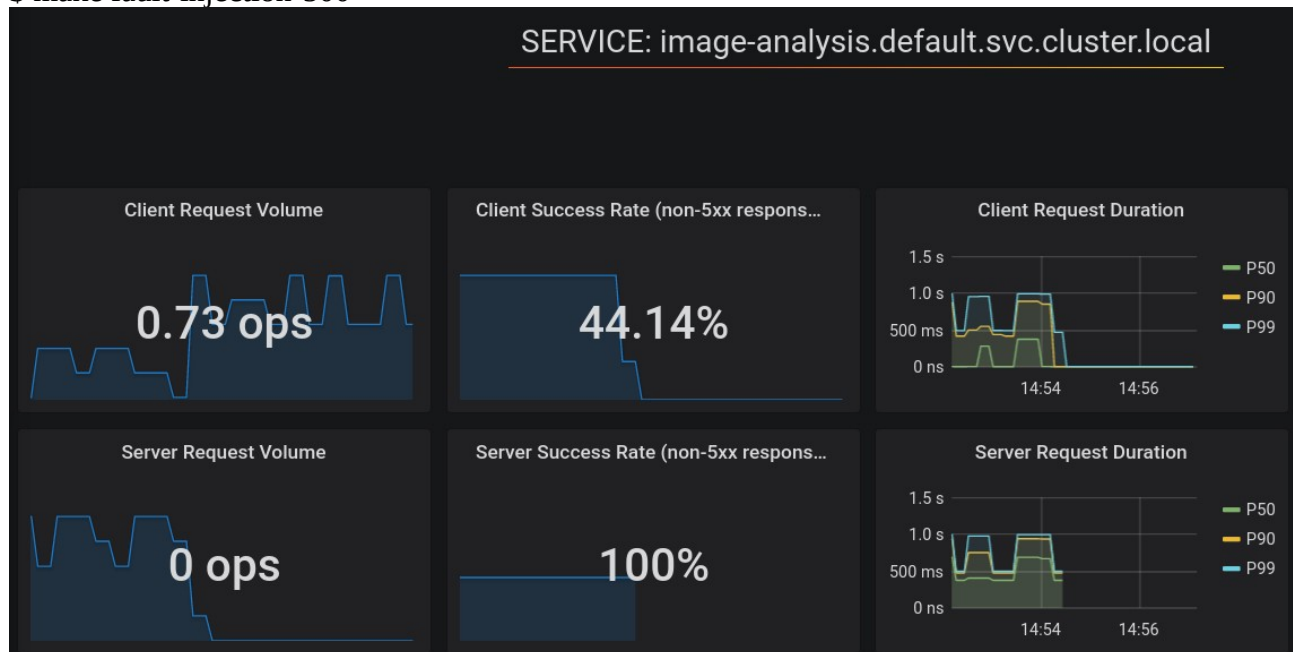 SERVICE: image-analysis.default.svc.cluster.local
Client Request Volume
0.73 ops
Client Success Rate (non-5xx respons...
44.14%
Client Request Duration
1.5 s
1.0 s
500 ms
0 ns
14:54 14:56
P50
P90
P99
Server Request Volume
0 ops
Server Success Rate (non-5xx respons...
100%
Server Request Duration
1.5 s
1.0 s
500 ms
0 ns
14:54 14:56
P50
P90
P99